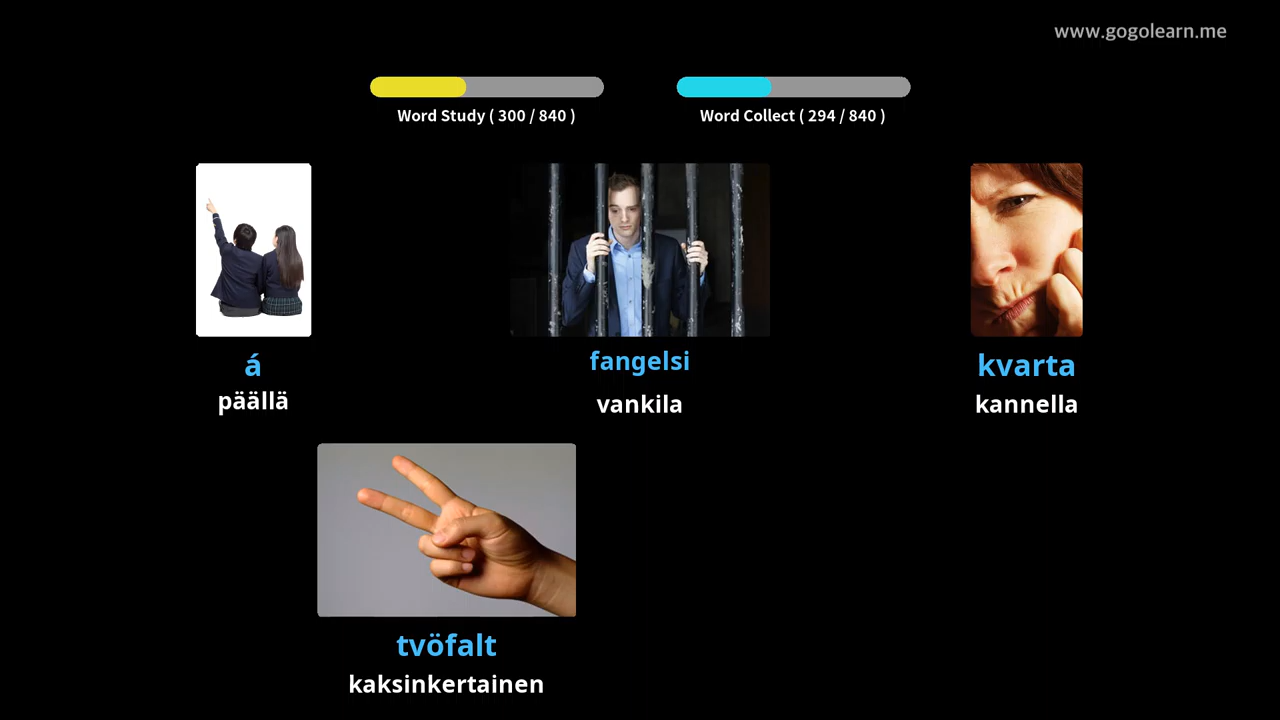 www.gogolearn.me
Word Study ( 300 / 840 )
Word Collect ( 294 / 840 )
á
päällä
fangelsi
vankila
kvarta
kannella
tvöfalt
kaksinkertainen